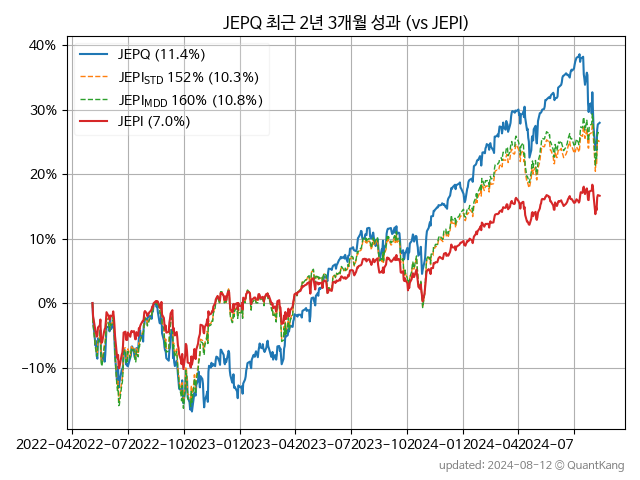 JEPQ 최근 2년 3개월 성과 (vs JEPI)
JEPQ (11.4%)
JEPISTD 152% (10.3%)
JEPIMDD 160% (10.8%)
JEPI (7.0%)
40%
30%
20%
10%
0%
−10%
2022-04 2022-07 2022-10 2023-01 2023-04 2023-07 2023-10 2024-01 2024-04 2024-07
updated: 2024-08-12 © QuantKang